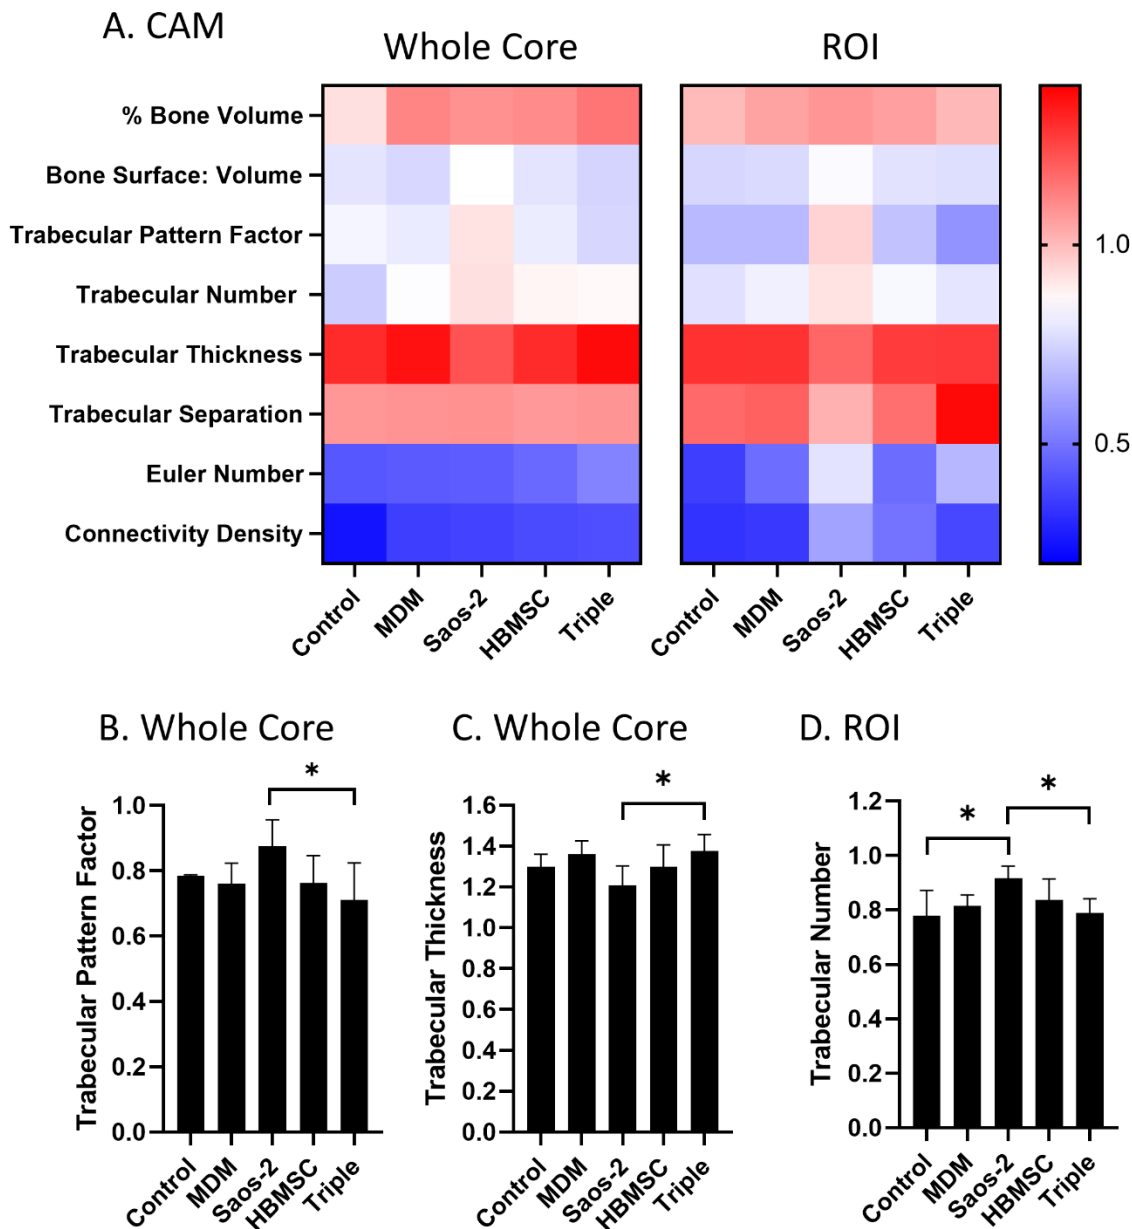 A. CAM
Whole Core
ROI
% Bone Volume
Bone Surface: Volume
Trabecular Pattern Factor
Trabecular Number
Trabecular Thickness
Trabecular Separation
Euler Number
Connectivity Density
1.0
0.5
Control
MDM
Saos-2
HBMSC
Triple
Control
MDM
Saos-2
HBMSC
Triple
B. Whole Core
*
Trabecular Pattern Factor
1.0
0.8
0.6
0.4
0.2
0.0
Control
MDM
Saos-2
HBMSC
Triple
C. Whole Core
*
Trabecular Thickness
1.6
1.4
1.2
1.0
0.8
0.6
0.4
0.2
0.0
Control
MDM
Saos-2
HBMSC
Triple
D. ROI
*
*
Trabecular Number
1.2
1.0
0.8
0.6
0.4
0.2
0.0
Control
MDM
Saos-2
HBMSC
Triple